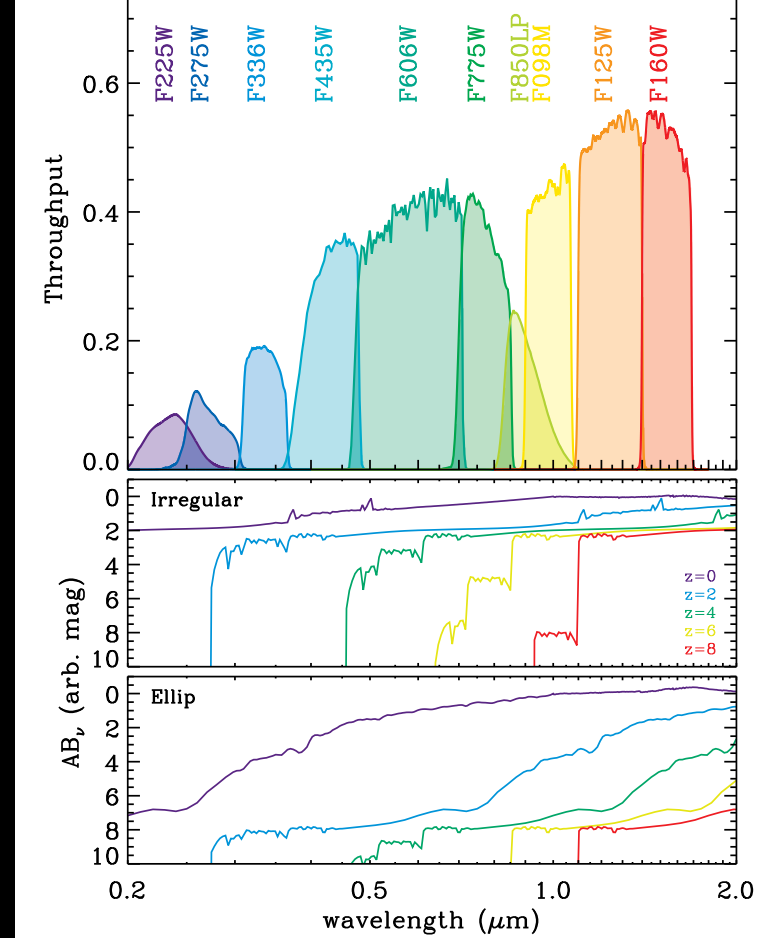 F225W
F275W
F336W
F435W
F606W
F775W
F850LP
F098M
F125W
F160W
0.6
0.4
0.2
0.0
Throughput
Irregular
0
2
4
6
8
10
z=0
z=2
z=4
z=6
z=8
Ellip
0
2
4
6
8
10
ABν (arb. mag)
0.2 0.5 1.0 2.0
wavelength (μm)